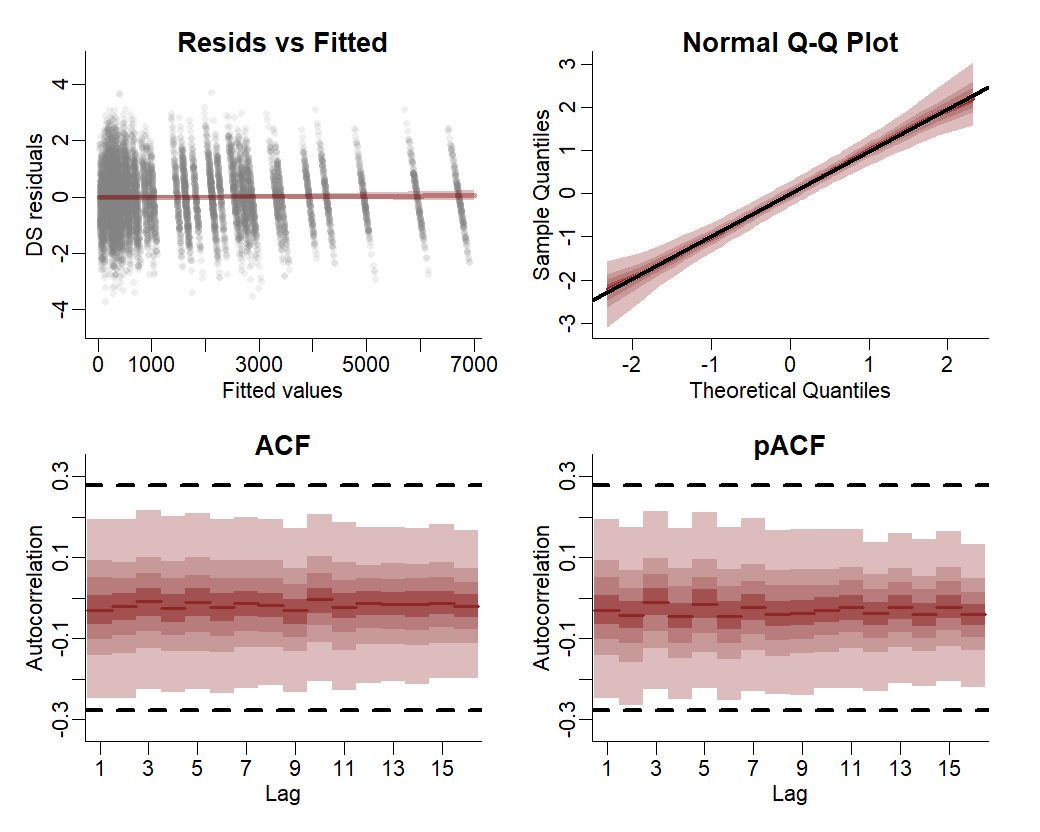 Resids vs Fitted
DS residuals
4
2
0
-2
-4
0 1000 3000 5000 7000
Fitted values
Normal Q-Q Plot
Sample Quantiles
3
2
1
0
-1
-2
-3
-2 -1 0 1 2
Theoretical Quantiles
ACF
Autocorrelation
0.3
0.1
-0.1
-0.3
1 3 5 7 9 11 13 15
Lag
pACF
Autocorrelation
0.3
0.1
-0.1
-0.3
1 3 5 7 9 11 13 15
Lag